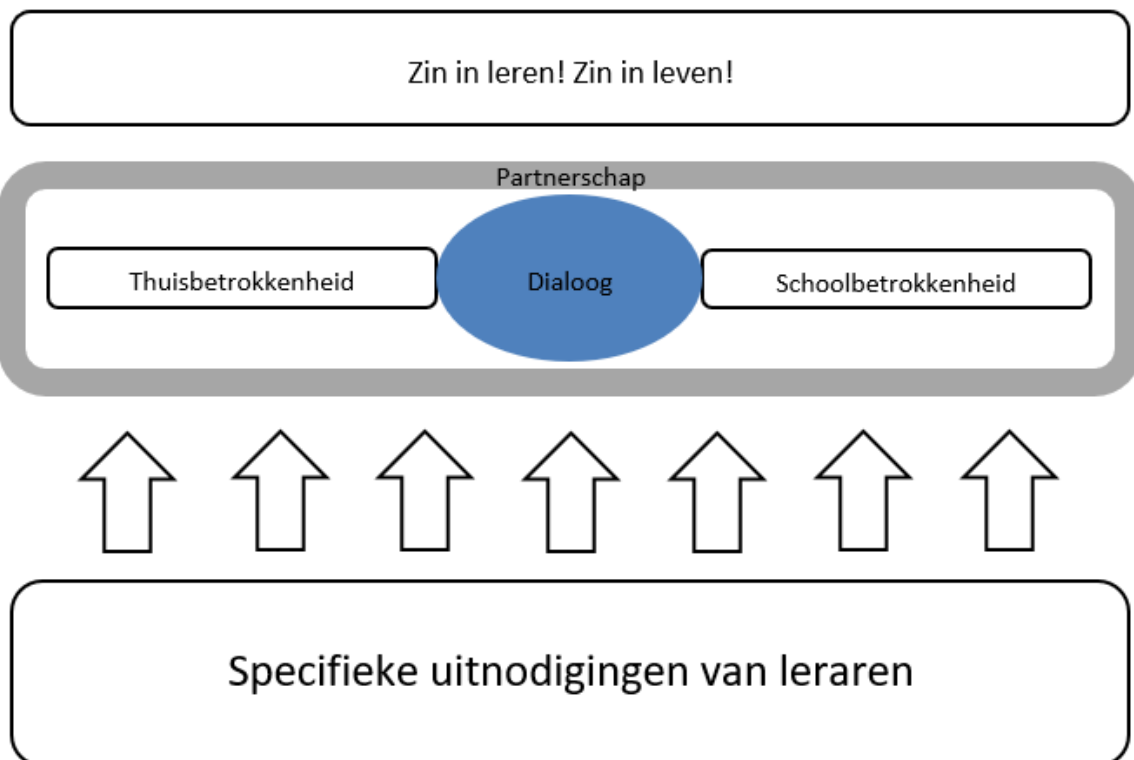 Zin in leren! Zin in leven!
Partnerschap
Thuisbetrokkenheid
Dialoog
Schoolbetrokkenheid
Specifieke uitnodigingen van leraren